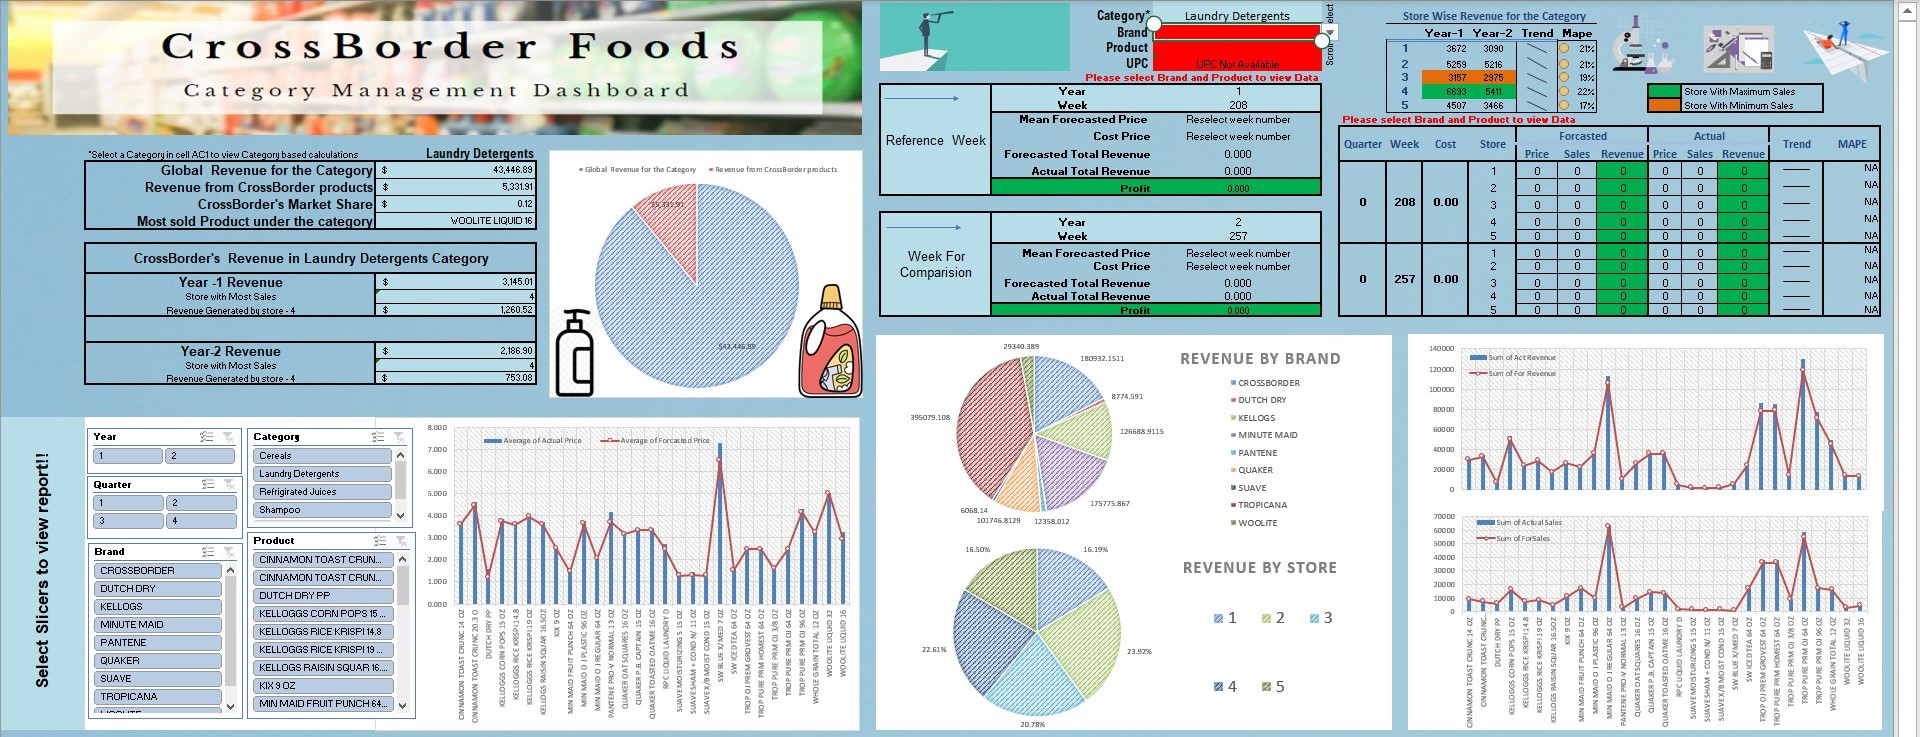 CrossBorder Foods
Category Management Dashboard
*Select a Category in cell AC1 to view Category based calculations
Laundry Detergents
Global Revenue for the Category $ 43,446.89
Revenue from CrossBorder products $ 5,331.91
CrossBorder's Market Share $ 0.12
Most sold Product under the category WOOLITE LIQUID 16
CrossBorder's Revenue in Laundry Detergents Category
Year -1 Revenue $ 3,145.01
Store with Most Sales 4
Revenue Generated by store - 4 $ 1,260.52
Year-2 Revenue $ 2,186.90
Store with Most Sales 4
Revenue Generated by store - 4 $ 753.08
Global Revenue for the Category Revenue from CrossBorder products
$5,331.91
$43,446.89
Category* Laundry Detergents
Brand
Product
UPC UPC Not Available
Please select Brand and Product to view Data
Reference Week
Year 1
Week 208
Mean Forecasted Price Reselect week number
Cost Price Reselect week number
Forecasted Total Revenue 0.000
Actual Total Revenue 0.000
Profit 0.000
Week For
Comparision
Year 2
Week 257
Mean Forecasted Price Reselect week number
Cost Price Reselect week number
Forecasted Total Revenue 0.000
Actual Total Revenue 0.000
Profit 0.000
Store Wise Revenue for the Category
Year-1 Year-2 Trend Mape
1 3672 3090 21%
2 5259 5216 21%
3 3157 2975 19%
4 6693 5411 22%
5 4507 3466 17%
Store With Maximum Sales
Store With Minimum Sales
Please select Brand and Product to view Data
Forcasted Actual
Quarter Week Cost Store Price Sales Revenue Price Sales Revenue Trend MAPE
0 208 0.00
1 0 0 0 0 0 0 NA
2 0 0 0 0 0 0 NA
3 0 0 0 0 0 0 NA
4 0 0 0 0 0 0 NA
5 0 0 0 0 0 0 NA
0 257 0.00
1 0 0 0 0 0 0 NA
2 0 0 0 0 0 0 NA
3 0 0 0 0 0 0 NA
4 0 0 0 0 0 0 NA
5 0 0 0 0 0 0 NA
Select Slicers to view report!!
Year
1 2
Quarter
1 2
3 4
Brand
CROSSBORDER
DUTCH DRY
KELLOGS
MINUTE MAID
PANTENE
QUAKER
SUAVE
TROPICANA
Category
Cereals
Laundry Detergents
Refrigirated Juices
Shampoo
Product
CINNAMON TOAST CRUN...
CINNAMON TOAST CRUN...
DUTCH DRY PP
KELLOGGS CORN POPS 15 ...
KELLOGGS RICE KRISPI 14.8
KELLOGGS RICE KRISPI 19 ...
KELLOGS RAISIN SQUAR 16....
KIX 9 OZ
MIN MAID FRUIT PUNCH 64...
Average of Actual Price Average of Forcasted Price
8.000
7.000
6.000
5.000
4.000
3.000
2.000
1.000
0.000
CINNAMON TOAST CRUNC 14 OZ
CINNAMON TOAST CRUNC 20.3 O
DUTCH DRY PP
KELLOGGS CORN POPS 15 OZ
KELLOGGS RICE KRISPI 14.8
KELLOGGS RICE KRISPI 19 OZ
KELLOGS RAISIN SQUAR 16.5OZ
KIX 9 OZ
MIN MAID FRUIT PUNCH 64 OZ
MIN MAID O J PLASTIC 96 OZ
MIN MAID O J REGULAR 64 OZ
PANTENE PRO-V NORMAL 13 OZ
QUAKER OAT SQUARES 16 OZ
QUAKER P.B. CAPTAIN 15 OZ
QUAKER TOASTED OATME 16 OZ
RPC LIQUID LAUNDRY D
SUAVE MOISTURIZING S 15 OZ
SUAVE SHAM + COND N/ 11 OZ
SUAVE X/B MOIST COND 15 OZ
SW BLUE X/MED 7 OZ
SW ICED TEA 64 OZ
TROP OJ PREM GROVEST 64 OZ
TROP PURE PRM HOMEST 64 OZ
TROP PURE PRM OJ 3/8 OZ
TROP PURE PRM OJ 64 OZ
TROP PURE PRM OJ 96 OZ
WHOLE GRAIN TOTAL 12 OZ
WOOLITE LIQUID 32
WOOLITE LIQUID 16
REVENUE BY BRAND
29340.389
180932.1511
8774.591
126688.9115
175775.867
12358.012
101746.8129
6068.14
395079.108
CROSSBORDER
DUTCH DRY
KELLOGS
MINUTE MAID
PANTENE
QUAKER
SUAVE
TROPICANA
WOOLITE
REVENUE BY STORE
16.50%
16.19%
22.61%
23.92%
20.78%
1 2 3
4 5
Sum of Act Revenue
Sum of For Revenue
140000
120000
100000
80000
60000
40000
20000
0
Sum of Actual Sales
Sum of ForSales
70000
60000
50000
40000
30000
20000
10000
0
CINNAMON TOAST CRUNC 14 OZ
CINNAMON TOAST CRUNC...
DUTCH DRY PP
KELLOGGS CORN POPS 15 OZ
KELLOGGS RICE KRISPI 14.8
KELLOGGS RICE KRISPI 19 OZ
KELLOGS RAISIN SQUAR 16.5OZ
KIX 9 OZ
MIN MAID FRUIT PUNCH 64 OZ
MIN MAID O J PLASTIC 96 OZ
MIN MAID O J REGULAR 64 OZ
PANTENE PRO-V NORMAL 13 OZ
QUAKER OAT SQUARES 16 OZ
QUAKER P.B. CAPTAIN 15 OZ
QUAKER TOASTED OATME 16 OZ
RPC LIQUID LAUNDRY D
SUAVE MOISTURIZING S 15 OZ
SUAVE SHAM + COND N/ 11 OZ
SUAVE X/B MOIST COND 15 OZ
SW BLUE X/MED 7 OZ
SW ICED TEA 64 OZ
TROP OJ PREM GROVEST 64 OZ
TROP PURE PRM HOMEST 64 OZ
TROP PURE PRM OJ 3/8 OZ
TROP PURE PRM OJ 64 OZ
TROP PURE PRM OJ 96 OZ
WHOLE GRAIN TOTAL 12 OZ
WOOLITE LIQUID 32
WOOLITE LIQUID 16